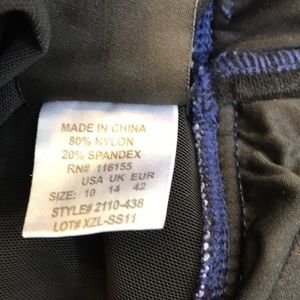 MADE IN CHINA
80% NYLON
20% SPANDEX
RN# 116155
USA UK EUR
SIZE: 10 14 42
STYLE# 2110-438
LOT# XZL-SS11